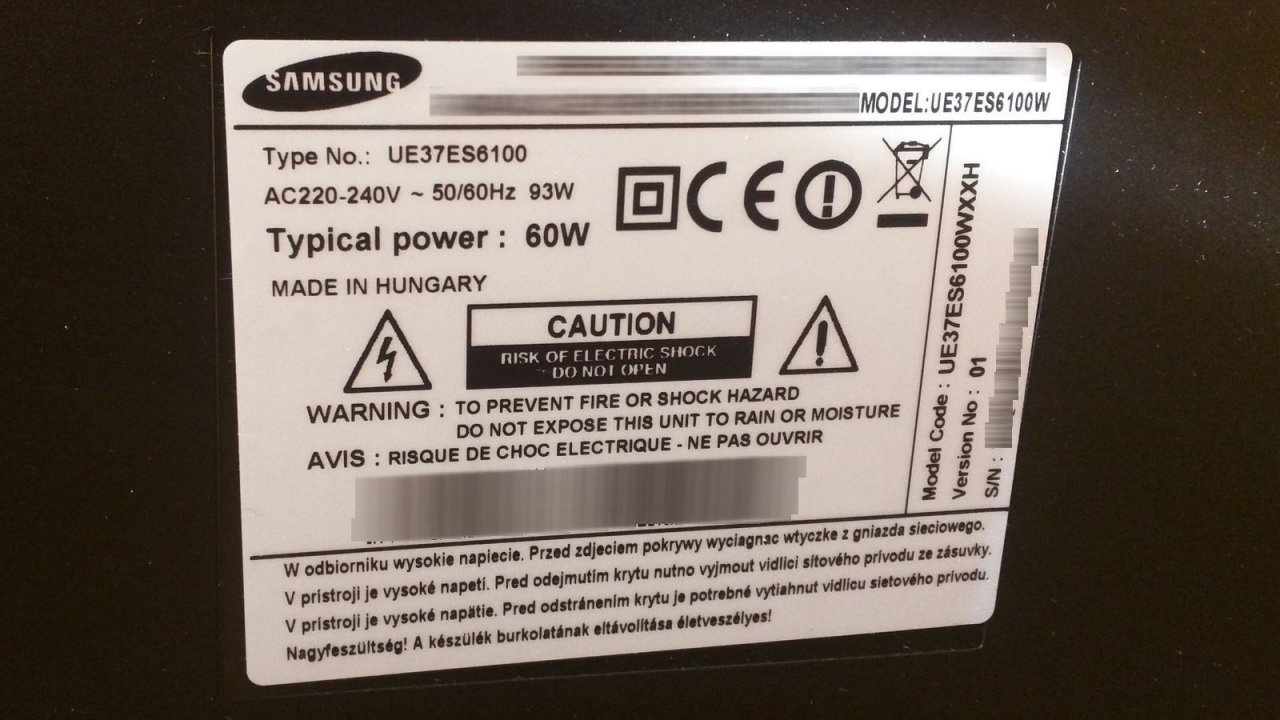 SAMSUNG
MODEL:UE37ES6100W
Type No.: UE37ES6100
AC220-240V ~ 50/60Hz 93W
Typical power : 60W
MADE IN HUNGARY
CAUTION
RISK OF ELECTRIC SHOCK
DO NOT OPEN
WARNING : TO PREVENT FIRE OR SHOCK HAZARD
DO NOT EXPOSE THIS UNIT TO RAIN OR MOISTURE
AVIS : RISQUE DE CHOC ELECTRIQUE - NE PAS OUVRIR
Model Code : UE37ES6100WXXH
Version No : 01
S/N :
W odbiorniku wysokie napiecie. Przed zdjeciem pokrywy wyciagnac wtyczke z gniazda sieciowego.
V prístroji je vysoké napetí. Pred odejmutím krytu nutno vyjmout vidlici sítového prívodu ze zásuvky.
V prístroji je vysoké napätie. Pred odstránením krytu je potrebné vytiahnut vidlicu sietového prívodu.
Nagyfeszültség! A készülék burkolatának eltávolítása életveszélyes!